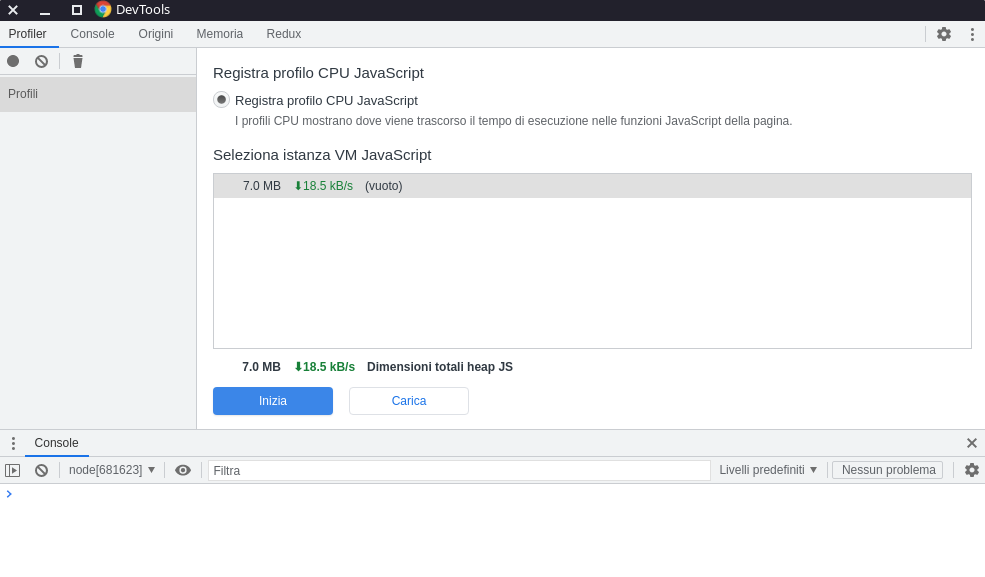 DevTools
Profiler Console Origini Memoria Redux
Profili
Registra profilo CPU JavaScript
Registra profilo CPU JavaScript
I profili CPU mostrano dove viene trascorso il tempo di esecuzione nelle funzioni JavaScript della pagina.
Seleziona istanza VM JavaScript
7.0 MB ⬇18.5 kB/s (vuoto)
7.0 MB ⬇18.5 kB/s Dimensioni totali heap JS
Inizia Carica
Console
node[681623] Filtra Livelli predefiniti Nessun problema